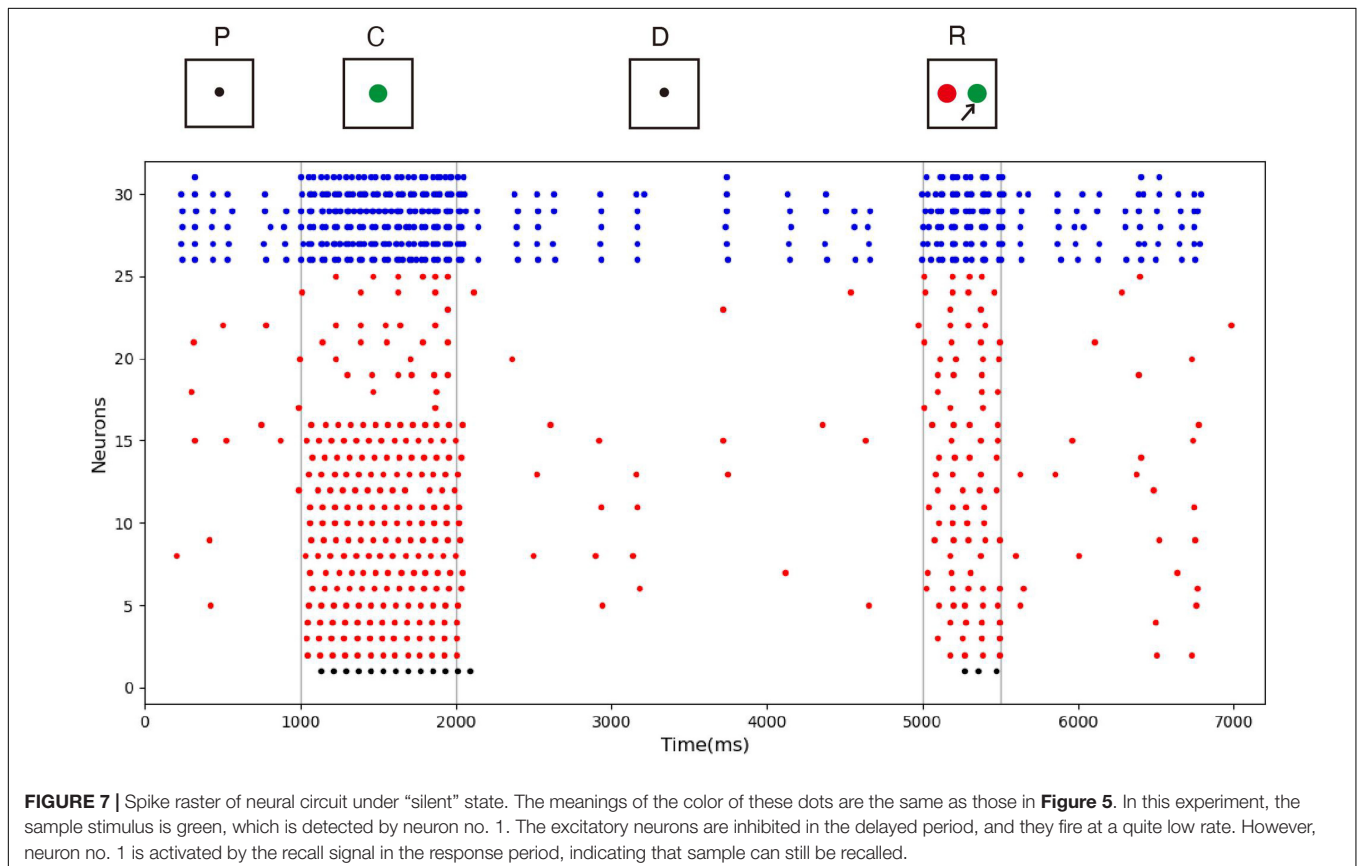 P C D R
30
25
20
15
10
5
0
Neurons
0 1000 2000 3000 4000 5000 6000 7000
Time(ms)
FIGURE 7 | Spike raster of neural circuit under “silent” state. The meanings of the color of these dots are the same as those in Figure 5. In this experiment, the
sample stimulus is green, which is detected by neuron no. 1. The excitatory neurons are inhibited in the delayed period, and they fire at a quite low rate. However,
neuron no. 1 is activated by the recall signal in the response period, indicating that sample can still be recalled.